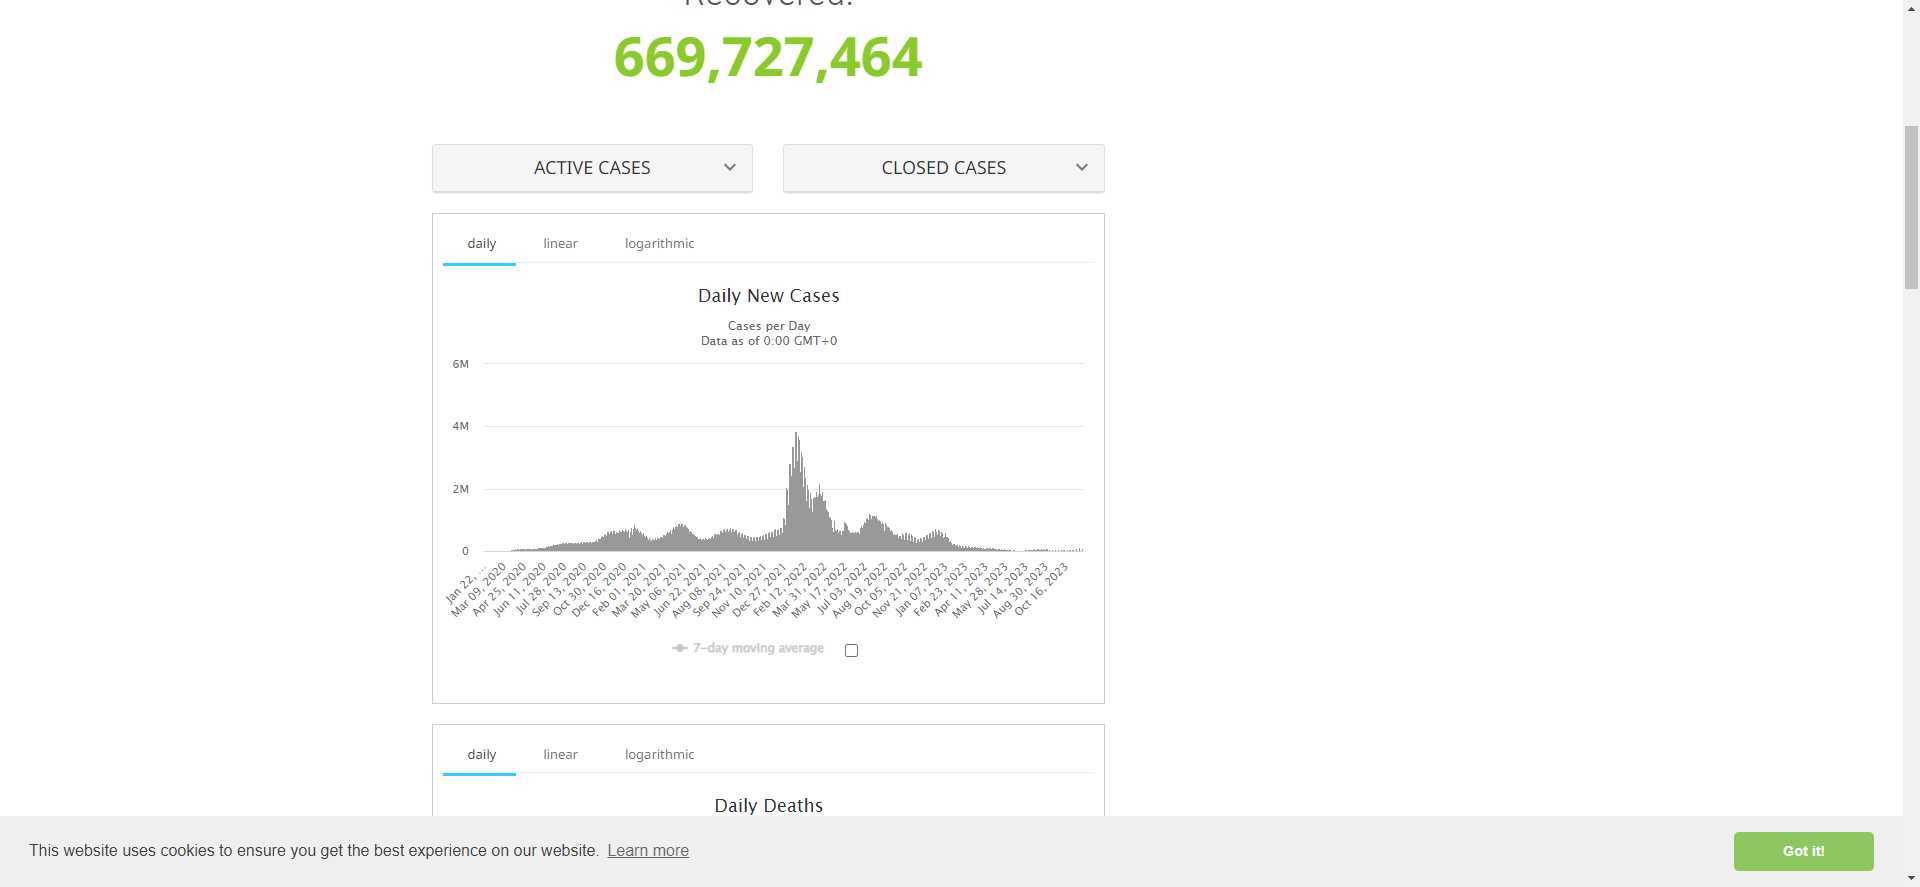 Recovered:
669,727,464
ACTIVE CASES
CLOSED CASES
daily linear logarithmic
Daily New Cases
Cases per Day
Data as of 0:00 GMT+0
6M
4M
2M
0
Jan 22, ...
Mar 09, 2020
Apr 25, 2020
Jun 11, 2020
Jul 28, 2020
Sep 13, 2020
Oct 30, 2020
Dec 16, 2020
Feb 01, 2021
Mar 20, 2021
May 06, 2021
Jun 22, 2021
Aug 08, 2021
Sep 24, 2021
Nov 10, 2021
Dec 27, 2021
Feb 12, 2022
Mar 31, 2022
May 17, 2022
Jul 03, 2022
Aug 19, 2022
Oct 05, 2022
Nov 21, 2022
Jan 07, 2023
Feb 23, 2023
Apr 11, 2023
May 28, 2023
Jul 14, 2023
Aug 30, 2023
Oct 16, 2023
7-day moving average
daily linear logarithmic
Daily Deaths
This website uses cookies to ensure you get the best experience on our website. Learn more
Got it!